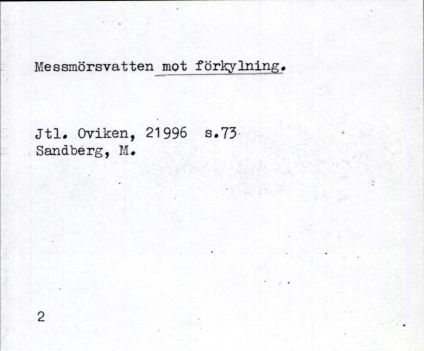 Messmörsvatten mot förkylning.
Jtl. Oviken, 21996 s.73
Sandberg, M.
2